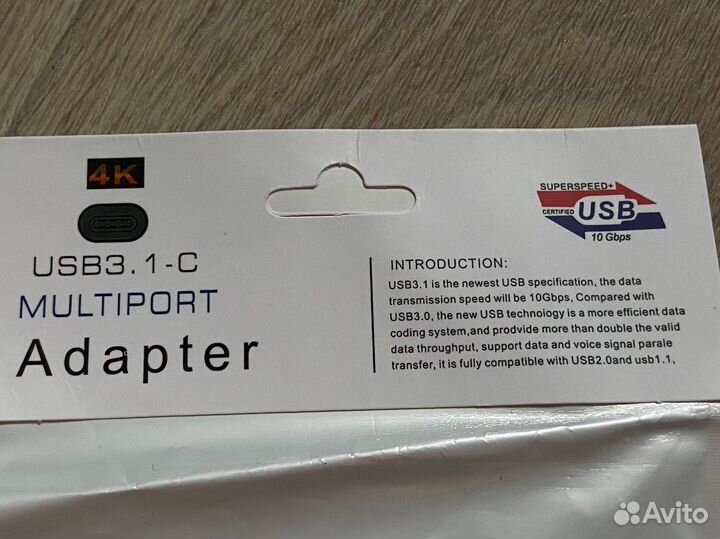 4K
USB3.1-C
MULTIPORT
Adapter
SUPERSPEED+
CERTIFIED USB
10 Gbps
INTRODUCTION:
USB3.1 is the newest USB specification, the data
transmission speed will be 10Gbps, Compared with
USB3.0, the new USB technology is a more efficient data
coding system,and prodvide more than double the valid
data throughput, support data and voice signal parale
transfer, it is fully compatible with USB2.0and usb1.1,
Avito